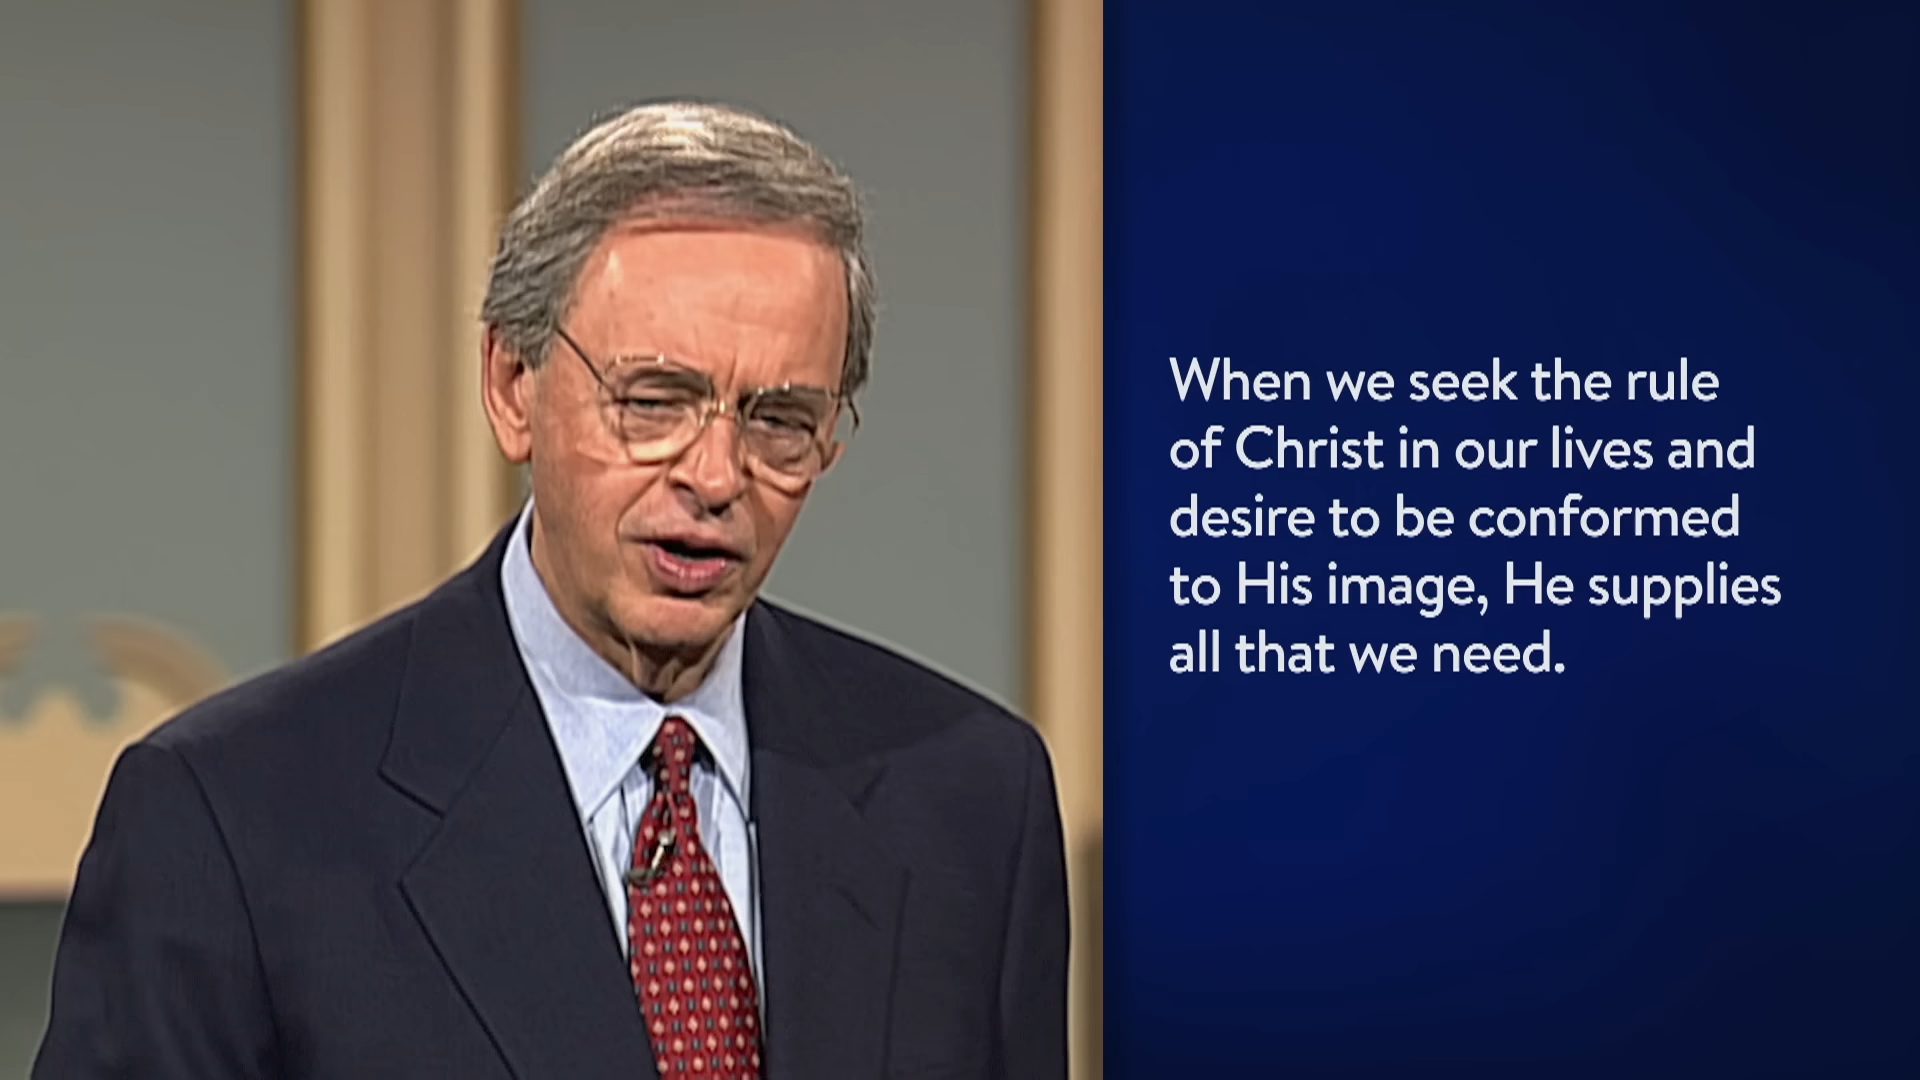 When we seek the rule
of Christ in our lives and
desire to be conformed
to His image, He supplies
all that we need.